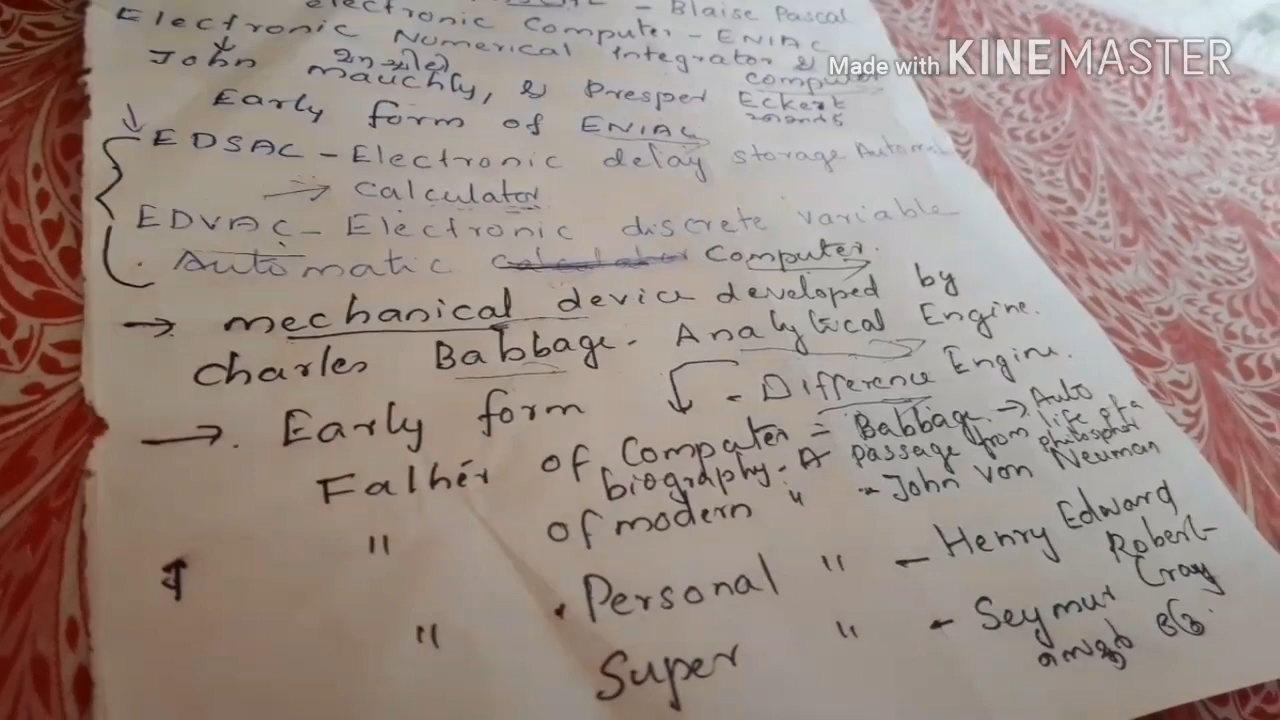 electronic - Blaise Pascal
Electronic Computer - ENIAC
Electronic Numerical Integrator &
John Mauchly, & Presper Eckert
Early form of ENIAC
EDSAC - Electronic delay storage Autom
→ Calculator
EDVAC - Electronic discrete variable
Automatic Computer.
→ mechanical device developed by
Charles Babbage - Analytical Engine.
→ Early form - Difference Engine.
Father of Computer = Babbage → Auto
biography - A passage from life of a philosopher
" of modern " - John Von Neuman
" Personal " - Henry Edward Robert
" Super " - Seymur Cray
Made with KINEMASTER